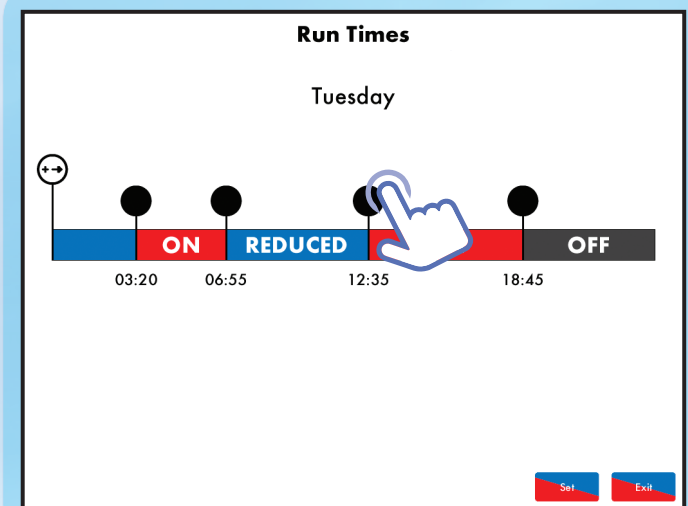 Run Times
Tuesday
ON REDUCED OFF
03:20 06:55 12:35 18:45
Set Exit